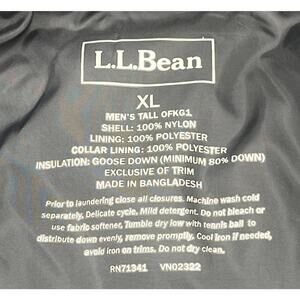 L.L.Bean
XL
MEN'S TALL OFKG1
SHELL: 100% NYLON
LINING: 100% POLYESTER
COLLAR LINING: 100% POLYESTER
INSULATION: GOOSE DOWN (MINIMUM 80% DOWN)
EXCLUSIVE OF TRIM
MADE IN BANGLADESH
Prior to laundering close all closures. Machine wash cold
separately. Delicate cycle. Mild detergent. Do not bleach or
use fabric softener. Tumble dry low with tennis ball to
distribute down evenly, remove promptly. Cool iron if needed,
avoid iron on trims. Do not dry clean.
RN71341 VN02322